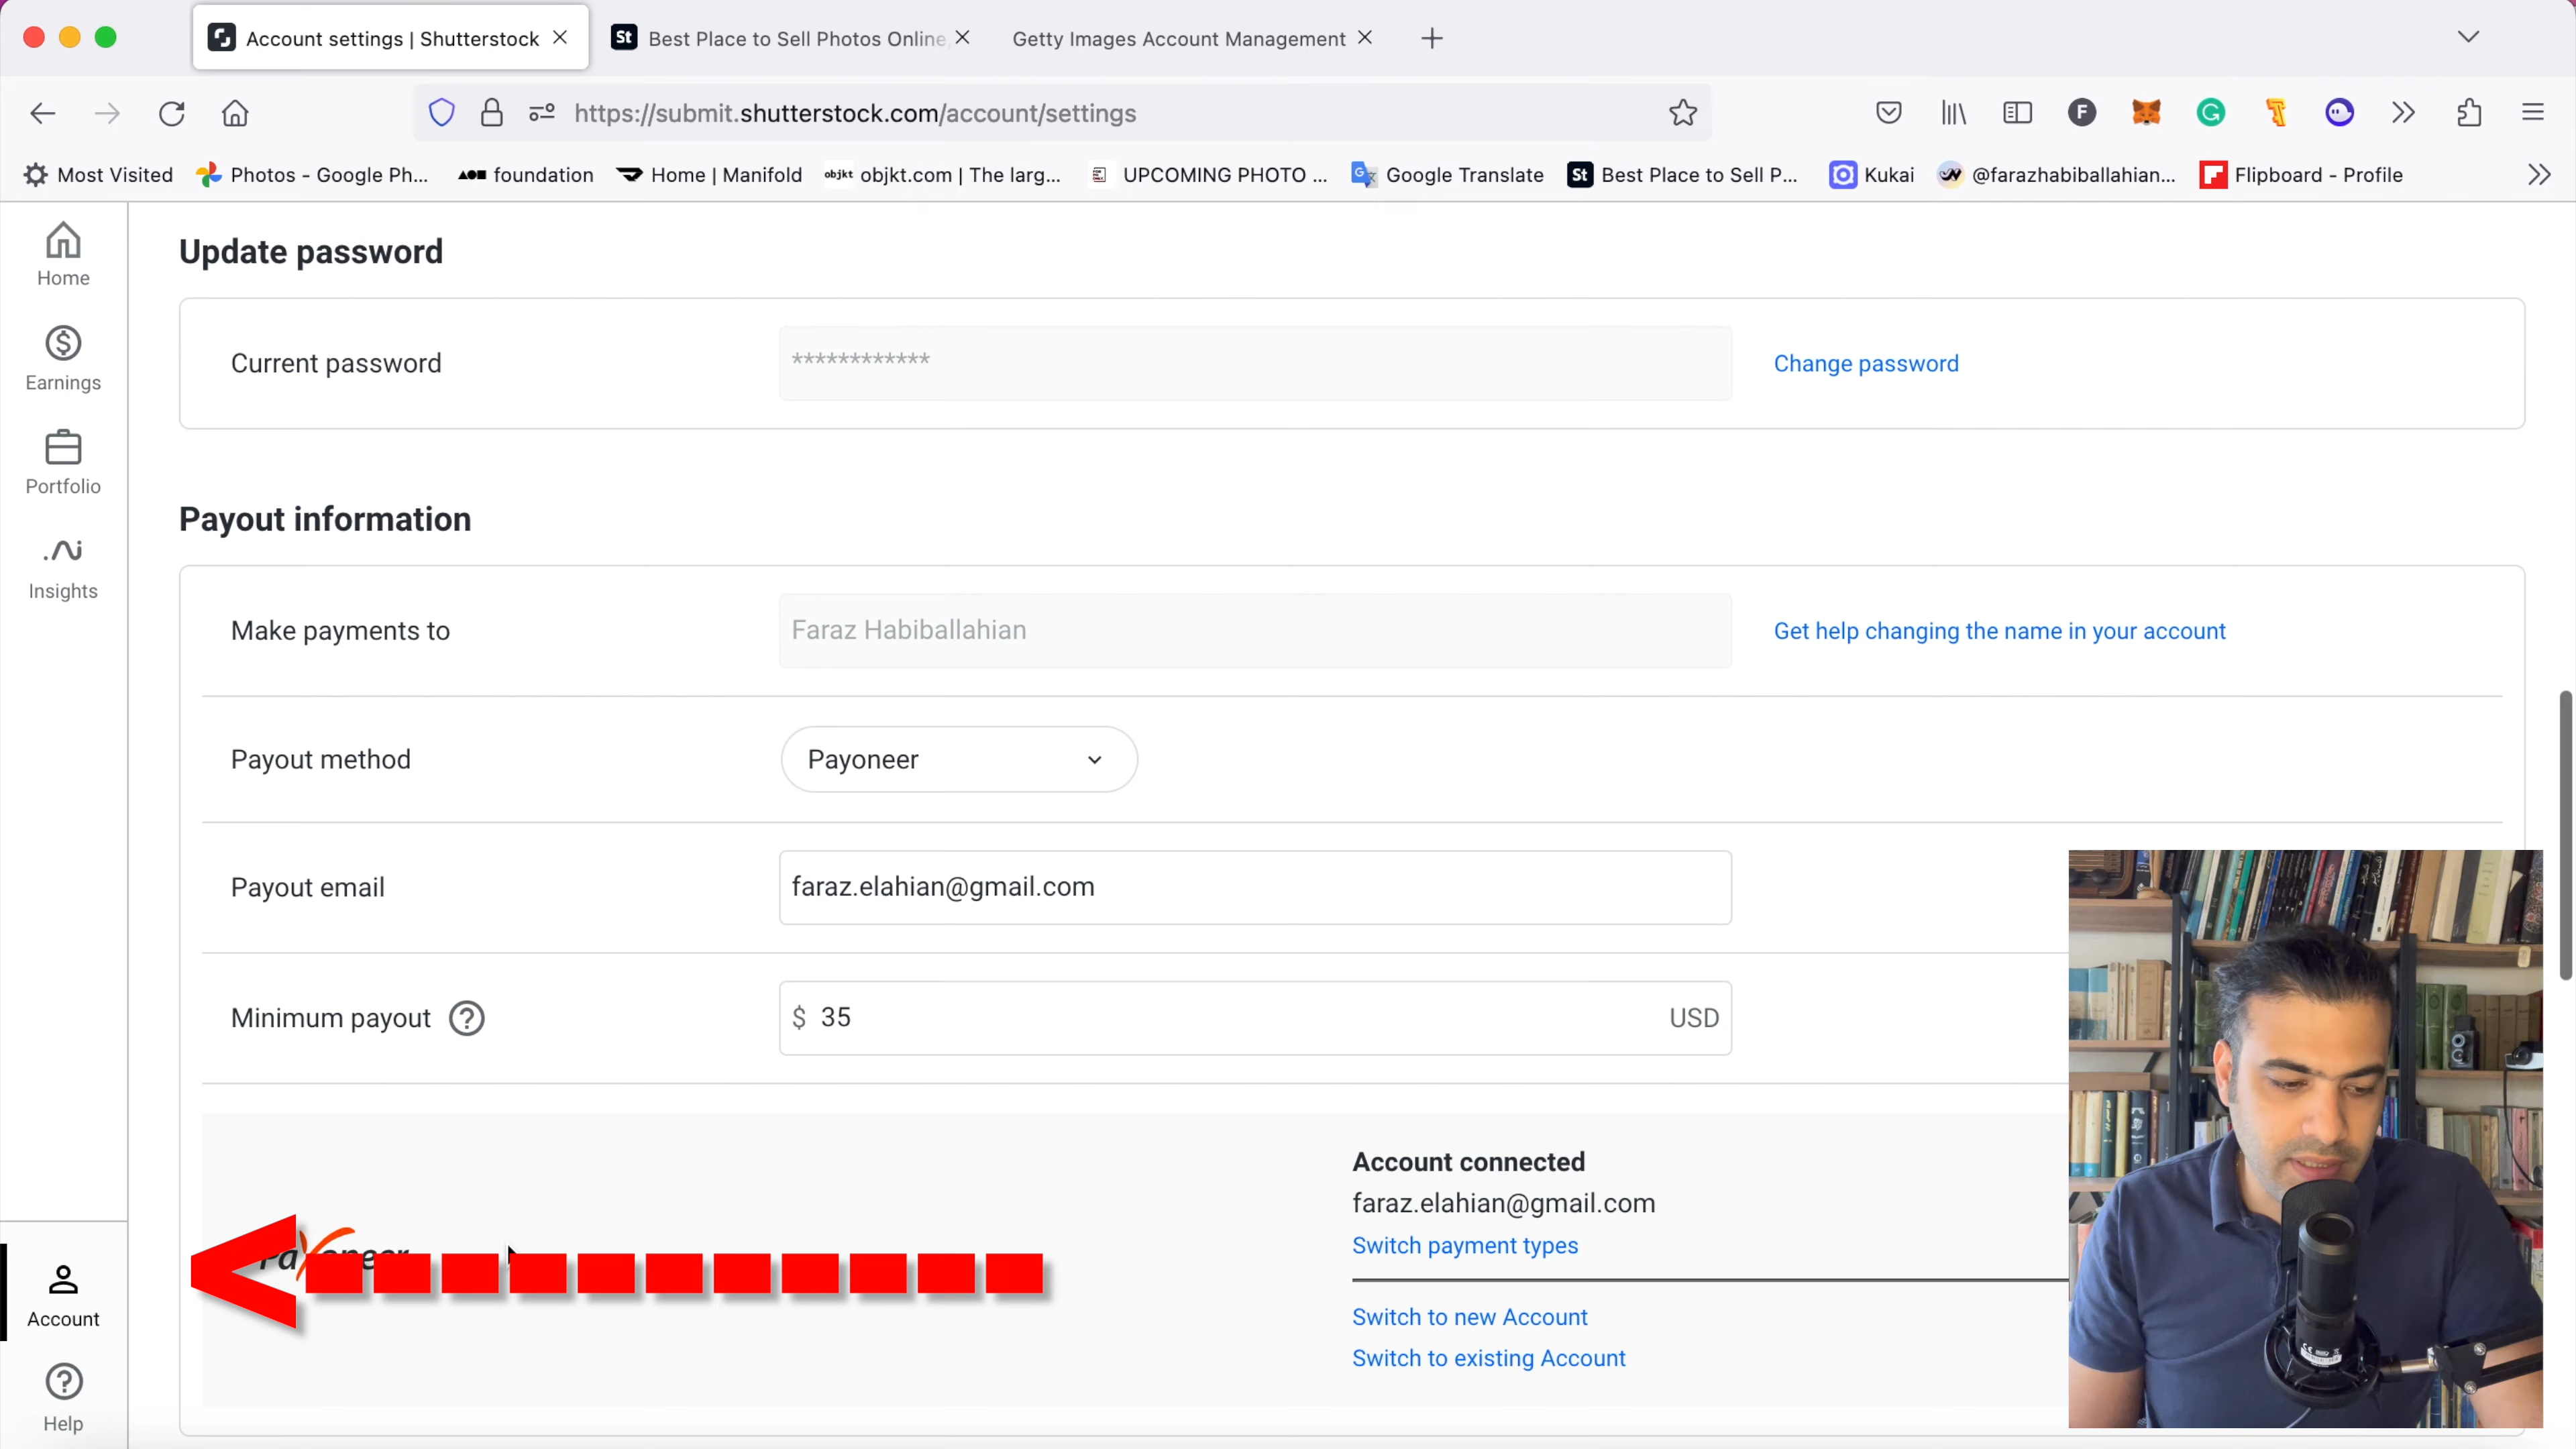 Account settings | Shutterstock
St Best Place to Sell Photos Online,
Getty Images Account Management
https://submit.shutterstock.com/account/settings
F
G
Most Visited
Photos - Google Ph...
foundation
Home | Manifold
objkt objkt.com | The larg...
UPCOMING PHOTO ...
Google Translate
St Best Place to Sell P...
Kukai
@farazhabiballahian...
Flipboard - Profile
Home
Earnings
Portfolio
Insights
Account
Help
Update password
Current password
************
Change password
Payout information
Make payments to
Faraz Habiballahian
Get help changing the name in your account
Payout method
Payoneer
Payout email
faraz.elahian@gmail.com
Minimum payout ?
$ 35
USD
Payoneer
Account connected
faraz.elahian@gmail.com
Switch payment types
Switch to new Account
Switch to existing Account